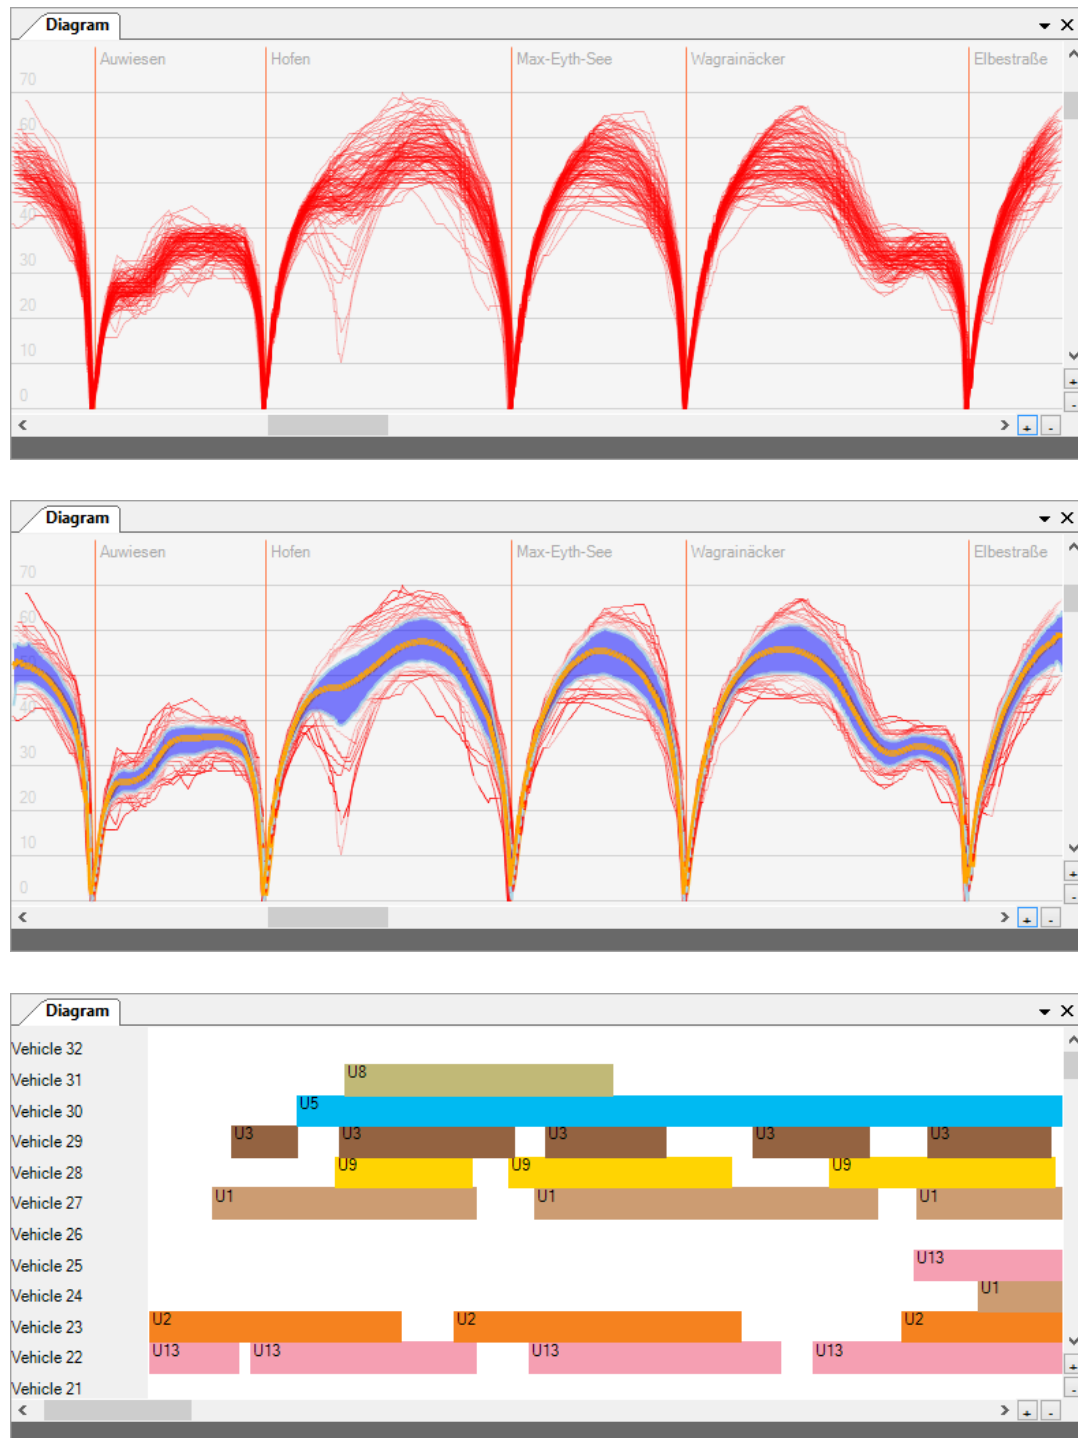 Diagram
Auwiesen Hofen Max-Eyth-See Wagrainäcker Elbestraße
70
60
50
40
30
20
10
0
Diagram
Auwiesen Hofen Max-Eyth-See Wagrainäcker Elbestraße
70
60
50
40
30
20
10
0
Diagram
Vehicle 32
Vehicle 31 U8
Vehicle 30 U5
Vehicle 29 U3 U3 U3 U3 U3
Vehicle 28 U9 U9 U9
Vehicle 27 U1 U1 U1
Vehicle 26
Vehicle 25 U13
Vehicle 24 U1
Vehicle 23 U2 U2 U2
Vehicle 22 U13 U13 U13 U13
Vehicle 21